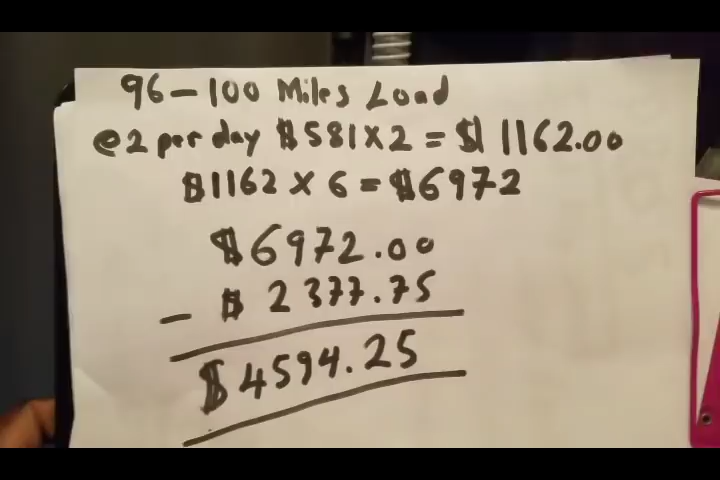 96-100 Miles Load
@2 per day $581x2 = $1162.00
$1162 x 6 = $6972
$6972.00
- $2377.75
$4594.25